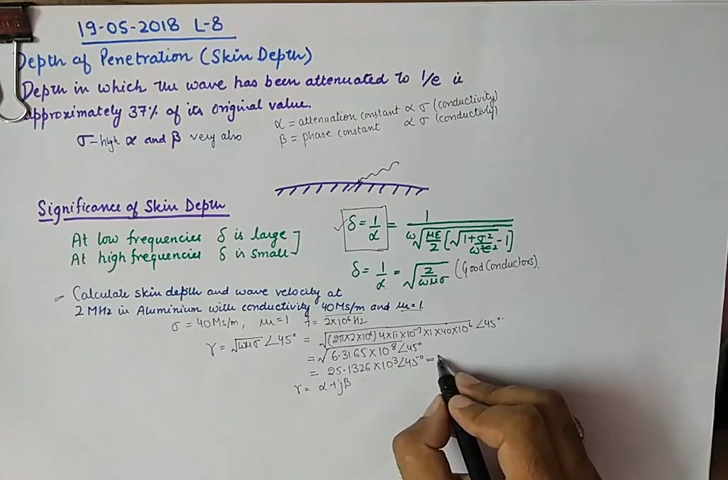 19-05-2018 L-8
Depth of Penetration (Skin Depth)
Depth in which the wave has been attenuated to 1/e is
approximately 37% of its original value.
σ-high α and β very also
α = attenuation constant α σ (conductivity)
β = phase constant α σ (conductivity)
Significance of Skin Depth
At low frequencies δ is large
At high frequencies δ is small
δ = 1/α = 1/(ω√(με/2 [√(1+σ²/ω²ε²) -1]))
δ = 1/α = √(2/ωμσ) (Good Conductors)
Calculate skin depth and wave velocity at
2 MHz in Aluminium with conductivity 40 Ms/m and μr=1
σ = 40Ms/m, μr=1 f = 2×10⁶ Hz
γ = √ωμσ ∠45° = √(2π×2×10⁶) 4×π×10⁻⁷×1×40×10⁶ ∠45°
= √6.3165×10⁸ ∠45°
= 25.1326×10³∠45° =
γ = α+jβ